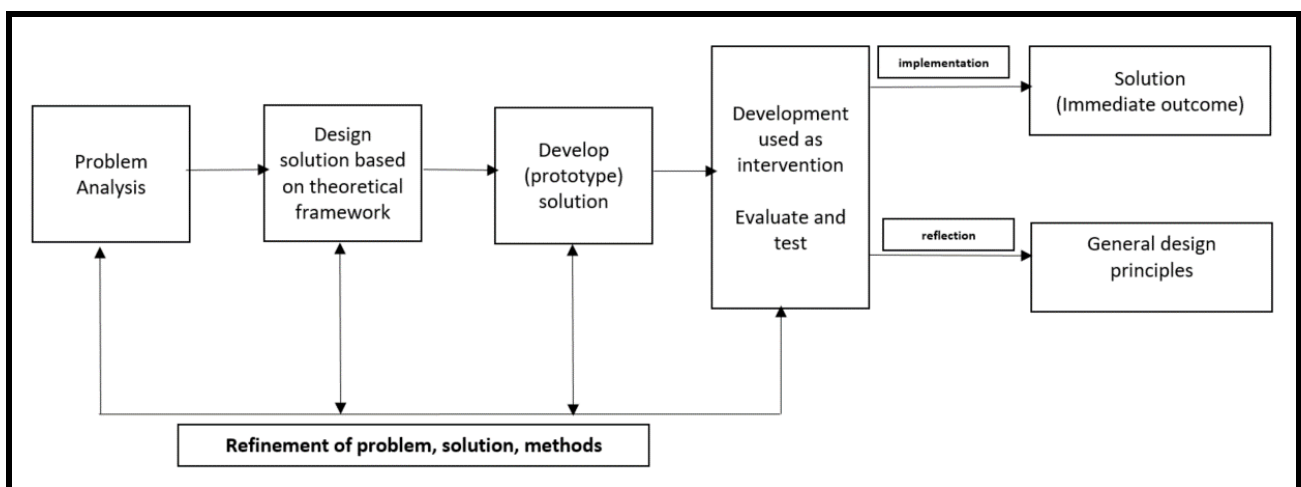 Problem
Analysis
Design
solution based
on theoretical
framework
Develop
(prototype)
solution
Development
used as
intervention
Evaluate and
test
implementation
Solution
(Immediate outcome)
reflection
General design
principles
Refinement of problem, solution, methods